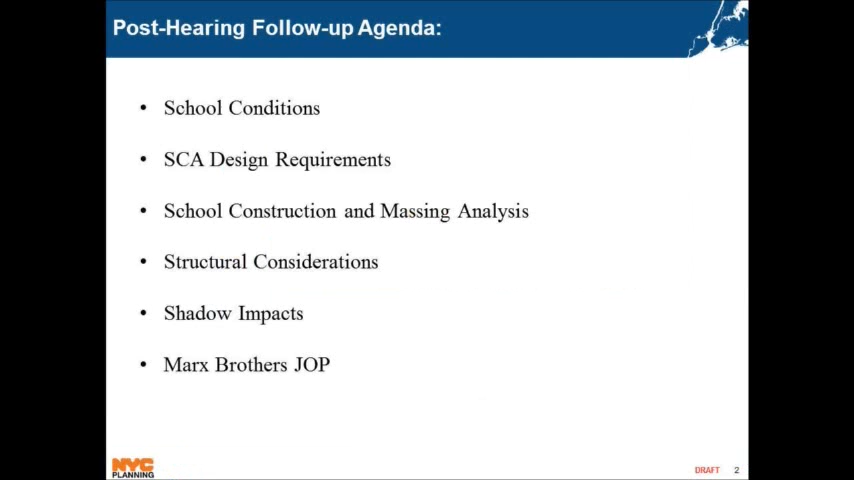 Post-Hearing Follow-up Agenda:
• School Conditions
• SCA Design Requirements
• School Construction and Massing Analysis
• Structural Considerations
• Shadow Impacts
• Marx Brothers JOP
NYC
PLANNING
DRAFT 2